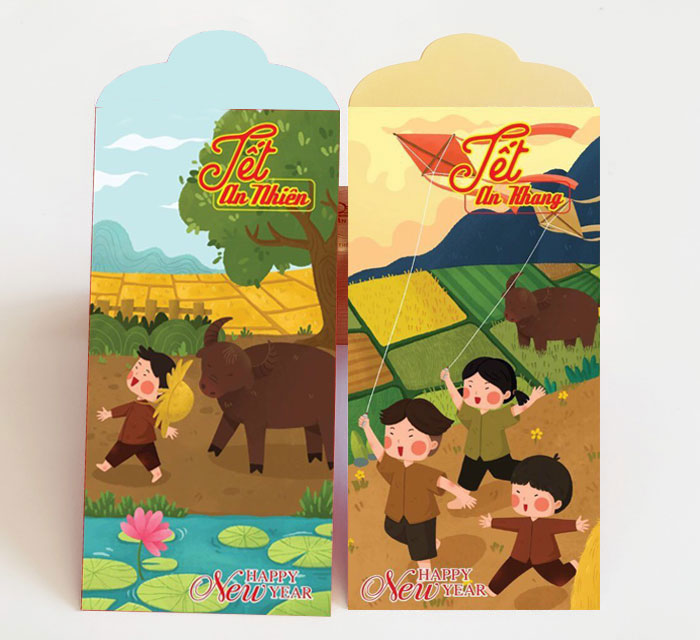 Tết
An Nhiên
HAPPY
New YEAR
Tết
An Khang
HAPPY
New YEAR